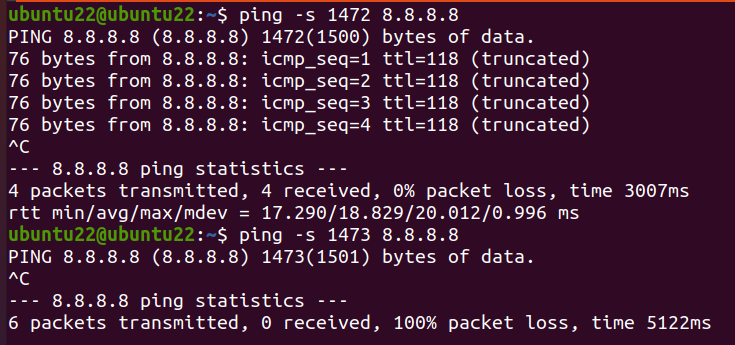 ubuntu22@ubuntu22:~$ ping -s 1472 8.8.8.8
PING 8.8.8.8 (8.8.8.8) 1472(1500) bytes of data.
76 bytes from 8.8.8.8: icmp_seq=1 ttl=118 (truncated)
76 bytes from 8.8.8.8: icmp_seq=2 ttl=118 (truncated)
76 bytes from 8.8.8.8: icmp_seq=3 ttl=118 (truncated)
76 bytes from 8.8.8.8: icmp_seq=4 ttl=118 (truncated)
^C
--- 8.8.8.8 ping statistics ---
4 packets transmitted, 4 received, 0% packet loss, time 3007ms
rtt min/avg/max/mdev = 17.290/18.829/20.012/0.996 ms
ubuntu22@ubuntu22:~$ ping -s 1473 8.8.8.8
PING 8.8.8.8 (8.8.8.8) 1473(1501) bytes of data.
^C
--- 8.8.8.8 ping statistics ---
6 packets transmitted, 0 received, 100% packet loss, time 5122ms